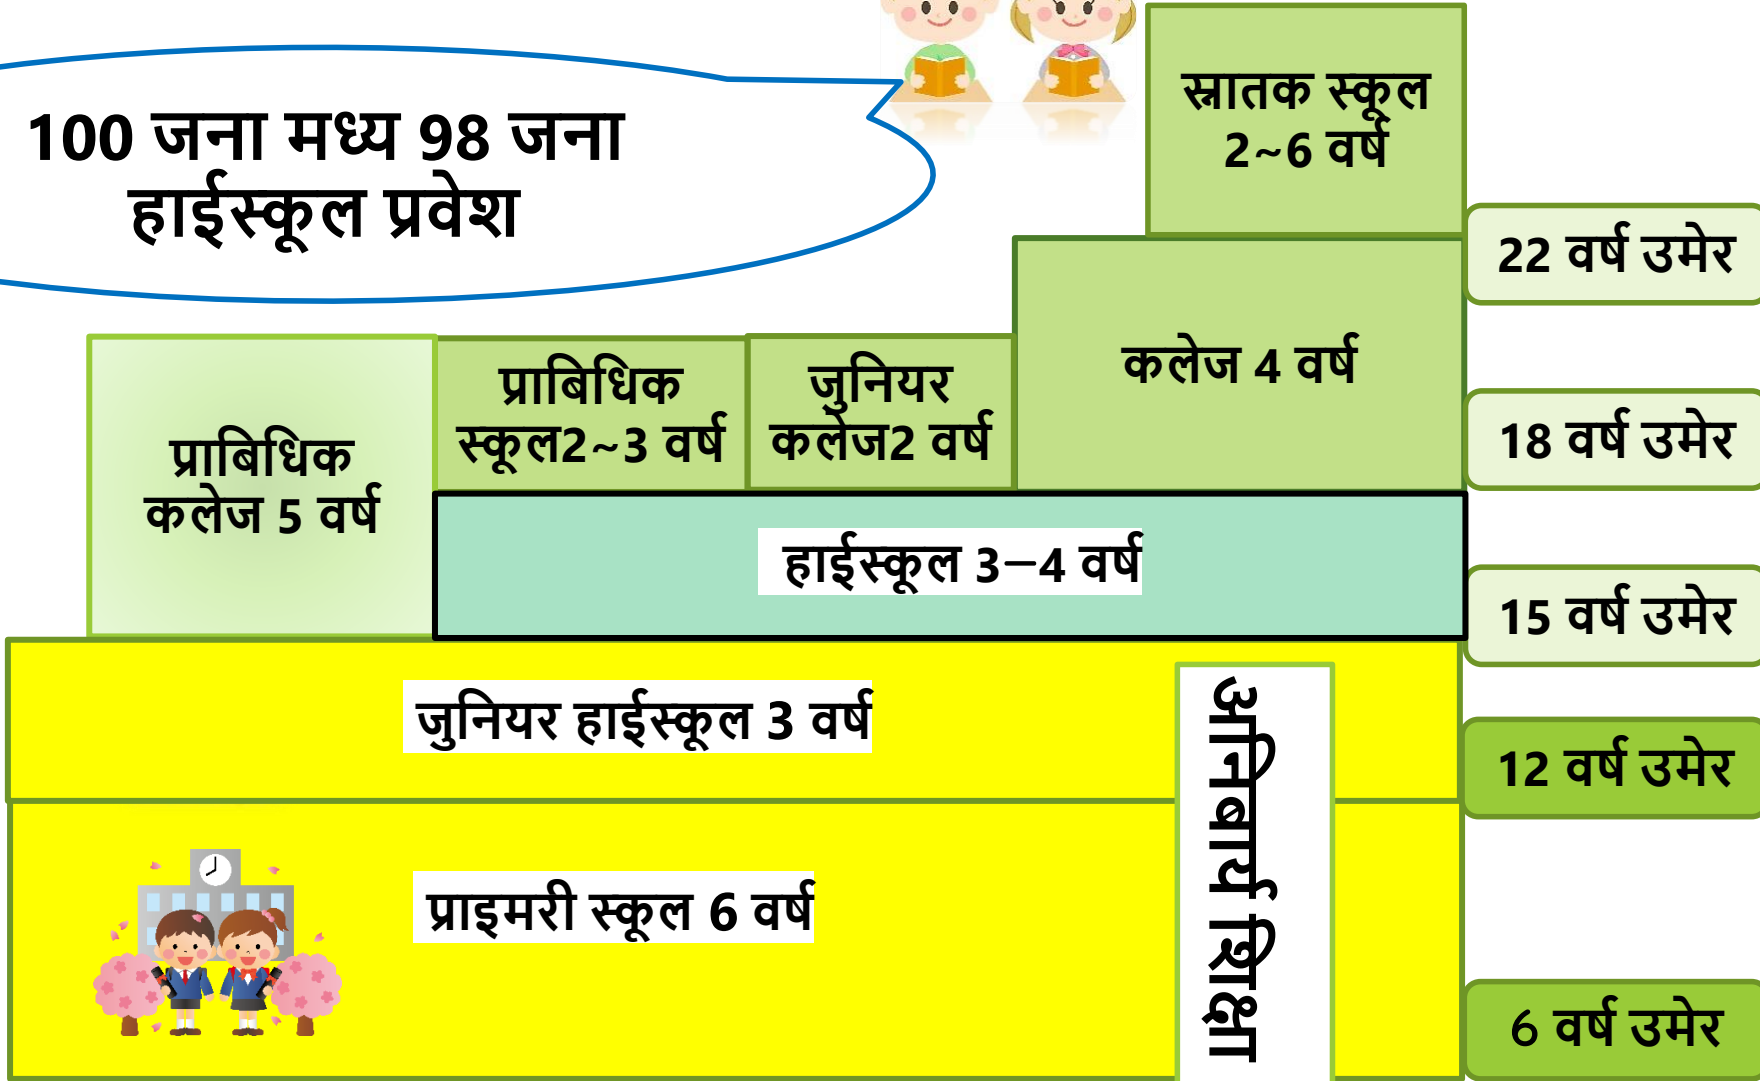 100 जना मध्य 98 जना
हाईस्कूल प्रवेश
स्नातक स्कूल
2~6 वर्ष
22 वर्ष उमेर
कलेज 4 वर्ष
प्राबिधिक
स्कूल2~3 वर्ष
जुनियर
कलेज2 वर्ष
प्राबिधिक
कलेज 5 वर्ष
18 वर्ष उमेर
हाईस्कूल 3−4 वर्ष
15 वर्ष उमेर
जुनियर हाईस्कूल 3 वर्ष
12 वर्ष उमेर
अनिबार्य शिक्षा
प्राइमरी स्कूल 6 वर्ष
6 वर्ष उमेर